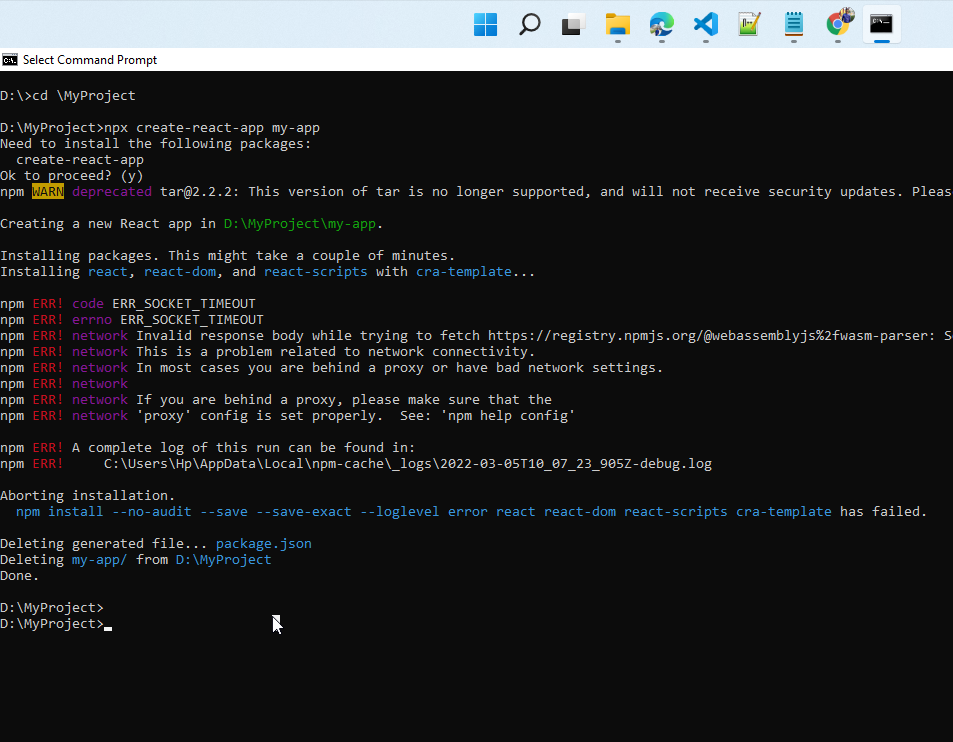 Select Command Prompt
D:\>cd \MyProject
D:\MyProject>npx create-react-app my-app
Need to install the following packages:
  create-react-app
Ok to proceed? (y)
npm WARN deprecated tar@2.2.2: This version of tar is no longer supported, and will not receive security updates. Pleas
Creating a new React app in D:\MyProject\my-app.
Installing packages. This might take a couple of minutes.
Installing react, react-dom, and react-scripts with cra-template...
npm ERR! code ERR_SOCKET_TIMEOUT
npm ERR! errno ERR_SOCKET_TIMEOUT
npm ERR! network Invalid response body while trying to fetch https://registry.npmjs.org/@webassemblyjs%2fwasm-parser: S
npm ERR! network This is a problem related to network connectivity.
npm ERR! network In most cases you are behind a proxy or have bad network settings.
npm ERR! network
npm ERR! network If you are behind a proxy, please make sure that the
npm ERR! network 'proxy' config is set properly.  See: 'npm help config'
npm ERR! A complete log of this run can be found in:
npm ERR!     C:\Users\Hp\AppData\Local\npm-cache\_logs\2022-03-05T10_07_23_905Z-debug.log
Aborting installation.
  npm install --no-audit --save --save-exact --loglevel error react react-dom react-scripts cra-template has failed.
Deleting generated file... package.json
Deleting my-app/ from D:\MyProject
Done.
D:\MyProject>
D:\MyProject>